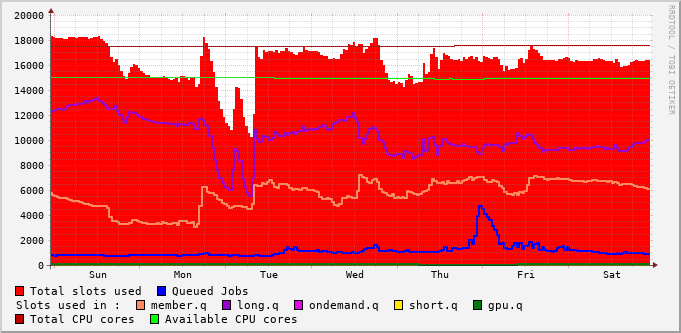 20000
18000
16000
14000
12000
10000
8000
6000
4000
2000
0
Sun Mon Tue Wed Thu Fri Sat
RRDTOOL / TOBI OETIKER
Total slots used Queued Jobs
Slots used in : member.q long.q ondemand.q short.q gpu.q
Total CPU cores Available CPU cores